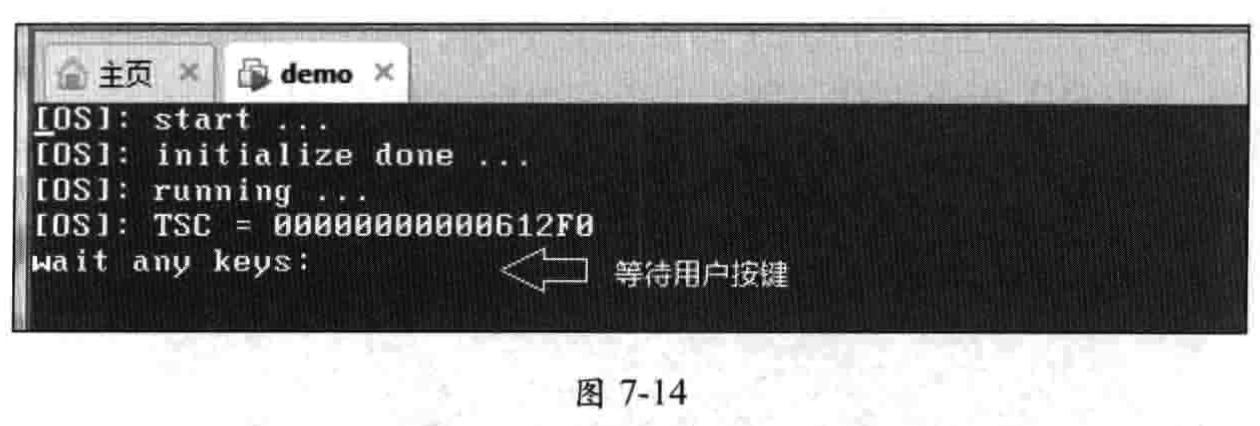 主页 × demo ×
[OS]: start ...
[OS]: initialize done ...
[OS]: running ...
[OS]: TSC = 00000000000612F0
wait any keys:
等待用户按键
图 7-14